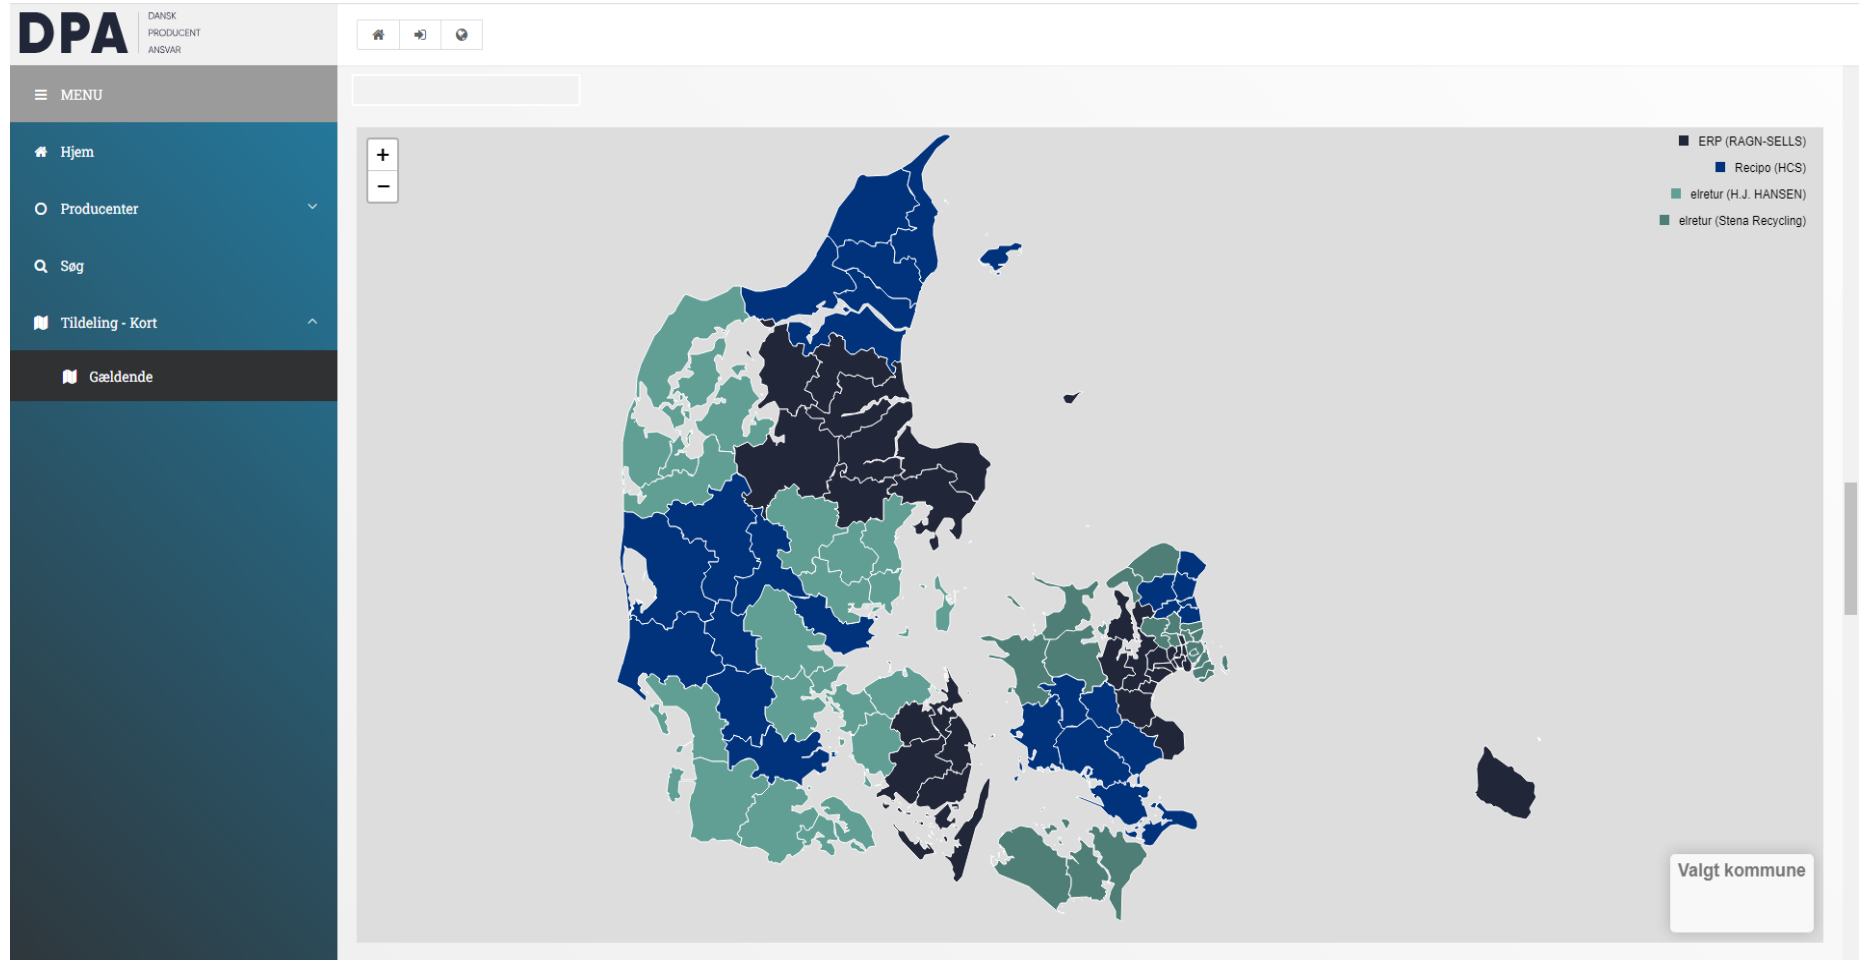 DPA
DANSK
PRODUCENT
ANSVAR
MENU
Hjem
Producenter
Søg
Tildeling - Kort
Gældende
+
−
ERP (RAGN-SELLS)
Recipo (HCS)
elretur (H.J. HANSEN)
elretur (Stena Recycling)
Valgt kommune